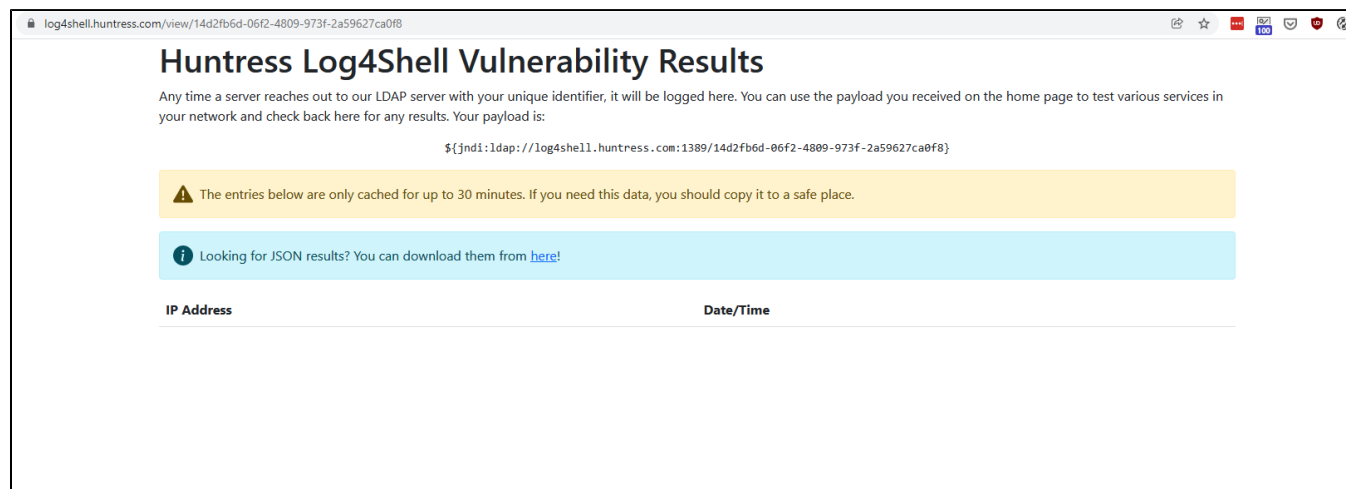 log4shell.huntress.com/view/14d2fb6d-06f2-4809-973f-2a59627ca0f8
100
Huntress Log4Shell Vulnerability Results
Any time a server reaches out to our LDAP server with your unique identifier, it will be logged here. You can use the payload you received on the home page to test various services in
your network and check back here for any results. Your payload is:
${jndi:ldap://log4shell.huntress.com:1389/14d2fb6d-06f2-4809-973f-2a59627ca0f8}
The entries below are only cached for up to 30 minutes. If you need this data, you should copy it to a safe place.
Looking for JSON results? You can download them from here!
IP Address Date/Time